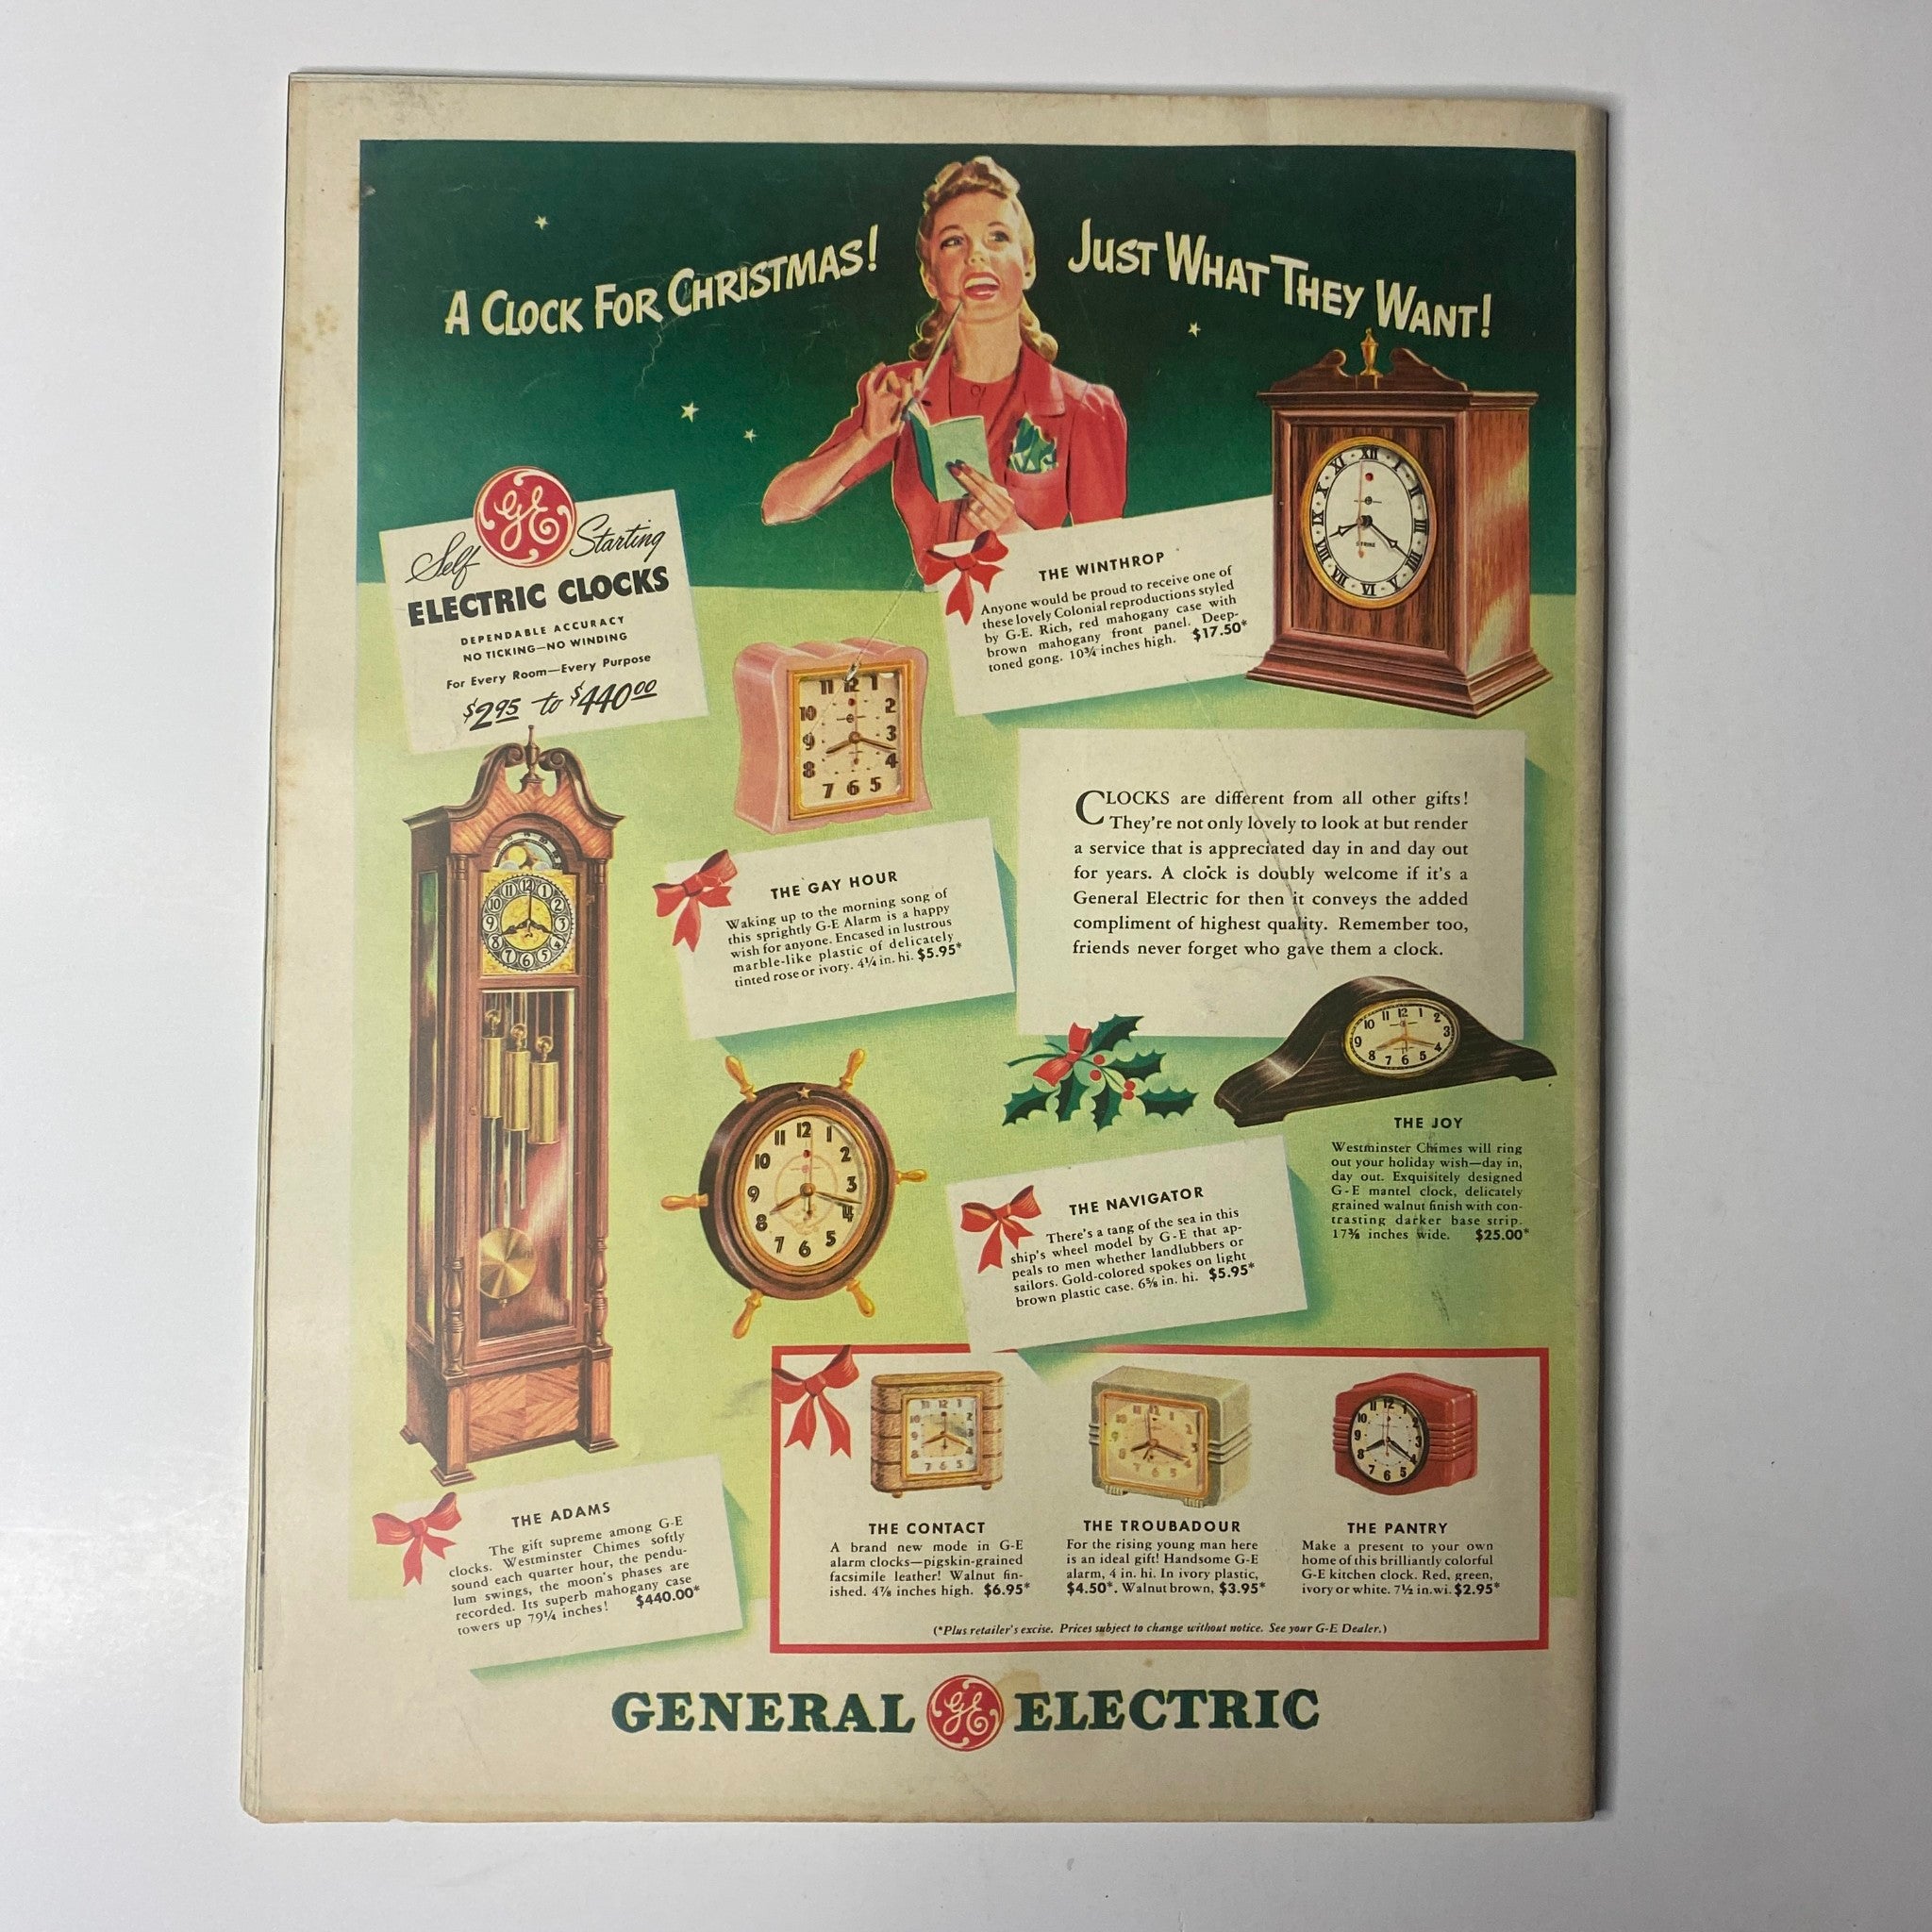 A CLOCK FOR CHRISTMAS!
JUST WHAT THEY WANT!
GE
Self Starting
ELECTRIC CLOCKS
DEPENDABLE ACCURACY
NO TICKING—NO WINDING
For Every Room—Every Purpose
$2.95 to $440.00
THE WINTHROP
Anyone would be proud to receive one of
these lovely Colonial reproductions styled
by G-E. Rich, red mahogany case with
brown mahogany front panel. Deep-
toned gong. 10¾ inches high. $17.50*
THE GAY HOUR
Waking up to the morning song of
this sprightly G-E Alarm is a happy
wish for anyone. Encased in lustrous
marble-like plastic of delicately
tinted rose or ivory. 4¼ in. hi. $5.95*
CLOCKS are different from all other gifts!
They're not only lovely to look at but render
a service that is appreciated day in and day out
for years. A clock is doubly welcome if it's a
General Electric for then it conveys the added
compliment of highest quality. Remember too,
friends never forget who gave them a clock.
THE JOY
Westminster Chimes will ring
out your holiday wish—day in,
day out. Exquisitely designed
G-E mantel clock, delicately
grained walnut finish with con-
trasting darker base strip.
17⅜ inches wide. $25.00*
THE NAVIGATOR
There's a tang of the sea in this
ship's wheel model by G-E that ap-
peals to men whether landlubbers or
sailors. Gold-colored spokes on light
brown plastic case. 6⅝ in. hi. $5.95*
THE ADAMS
The gift supreme among G-E
clocks. Westminster Chimes softly
sound each quarter hour, the pendu-
lum swings, the moon's phases are
recorded. Its superb mahogany case
towers up 79¼ inches! $440.00*
THE CONTACT
A brand new mode in G-E
alarm clocks—pigskin-grained
facsimile leather! Walnut fin-
ished. 4⅞ inches high. $6.95*
THE TROUBADOUR
For the rising young man here
is an ideal gift! Handsome G-E
alarm, 4 in. hi. In ivory plastic,
$4.50*. Walnut brown, $3.95*
THE PANTRY
Make a present to your own
home of this brilliantly colorful
G-E kitchen clock. Red, green,
ivory or white. 7½ in. wi. $2.95*
(*Plus retailer's excise. Prices subject to change without notice. See your G-E Dealer.)
GENERAL GE ELECTRIC